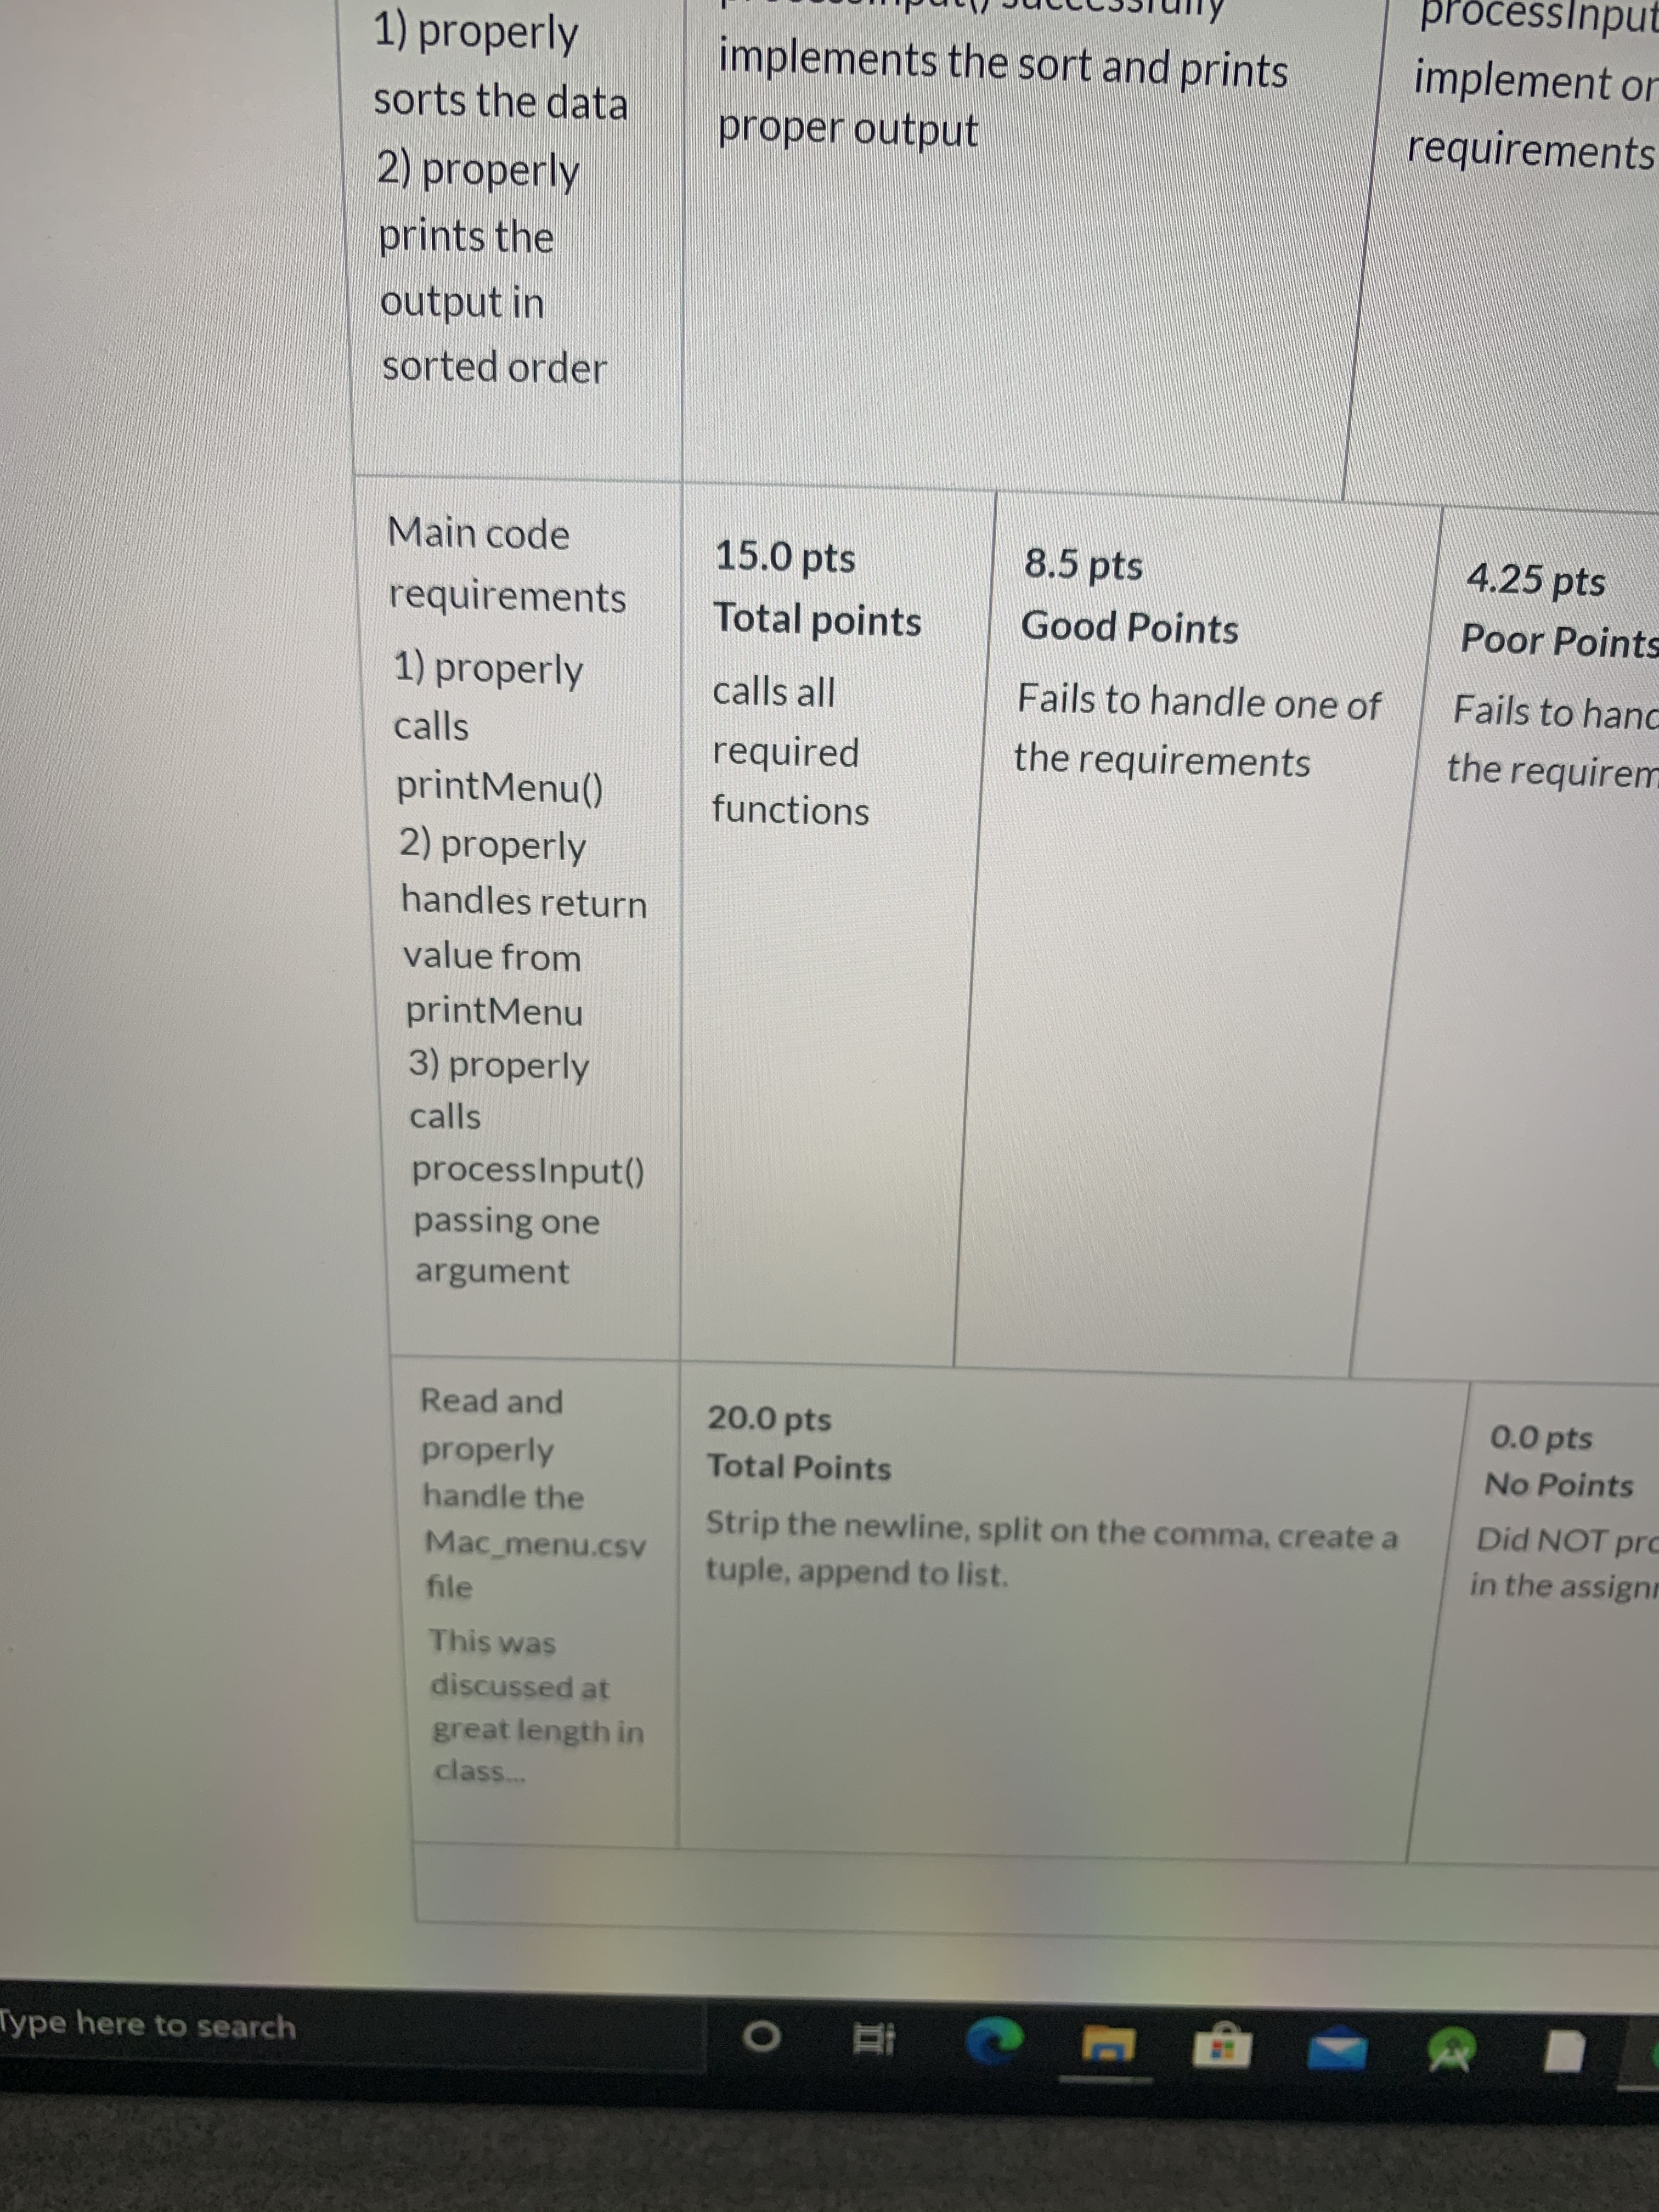 1) properly
sorts the data
2) properly
prints the
output in
sorted order
successfully
implements the sort and prints
proper output
processInput
implement or
requirements
Main code
requirements
1) properly
calls
printMenu()
2) properly
handles return
value from
printMenu
3) properly
calls
processInput()
passing one
argument
15.0 pts
Total points
calls all
required
functions
8.5 pts
Good Points
Fails to handle one of
the requirements
4.25 pts
Poor Points
Fails to hand
the requirem
Read and
properly
handle the
Mac_menu.csv
file
This was
discussed at
great length in
class...
20.0 pts
Total Points
Strip the newline, split on the comma, create a
tuple, append to list.
0.0 pts
No Points
Did NOT pro
in the assign
Type here to search